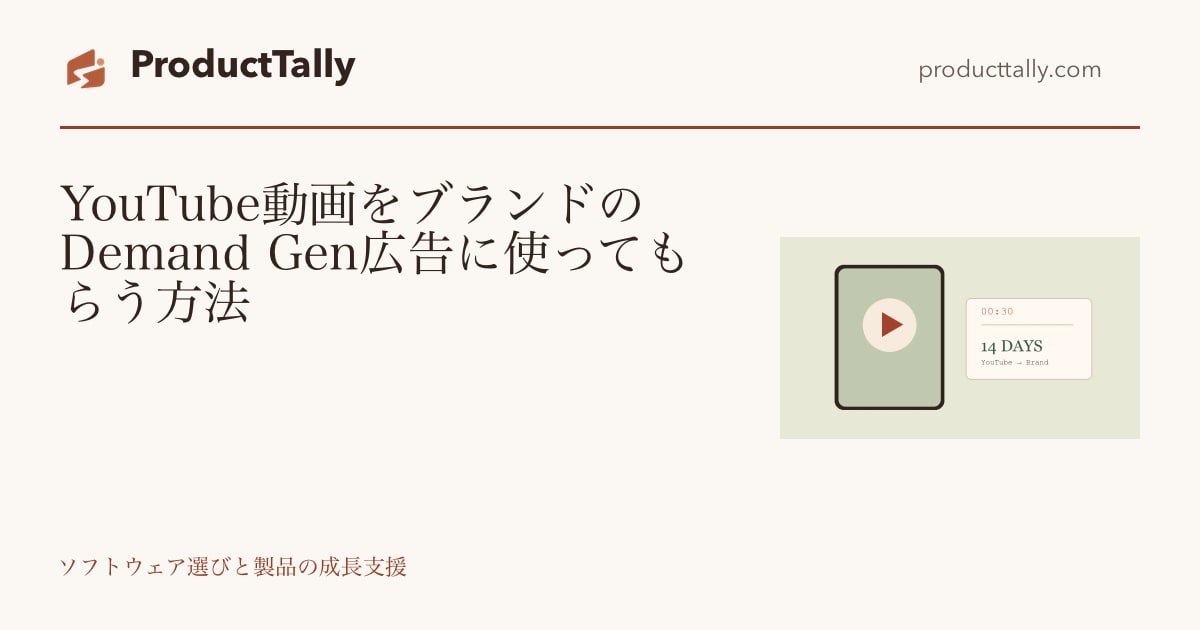 ProductTally
producttally.com
YouTube動画をブランドの
Demand Gen広告に使っても
らう方法
00:30
14 DAYS
YouTube → Brand
ソフトウェア選びと製品の成長支援